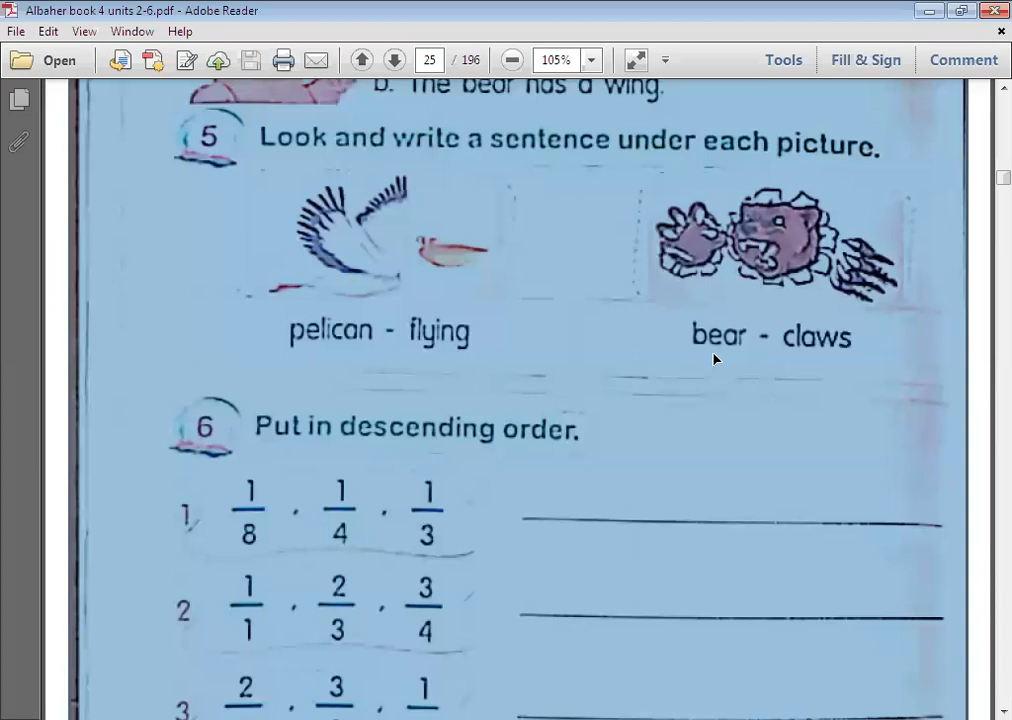 Albaher book 4 units 2-6.pdf - Adobe Reader
File Edit View Window Help
Open 25 / 196 105% Tools Fill & Sign Comment
b. The bear has a wing.
5 Look and write a sentence under each picture.
pelican - flying bear - claws
6 Put in descending order.
1 1/8 , 1/4 , 1/3
2 1/1 , 2/3 , 3/4
3 2 , 3 , 1